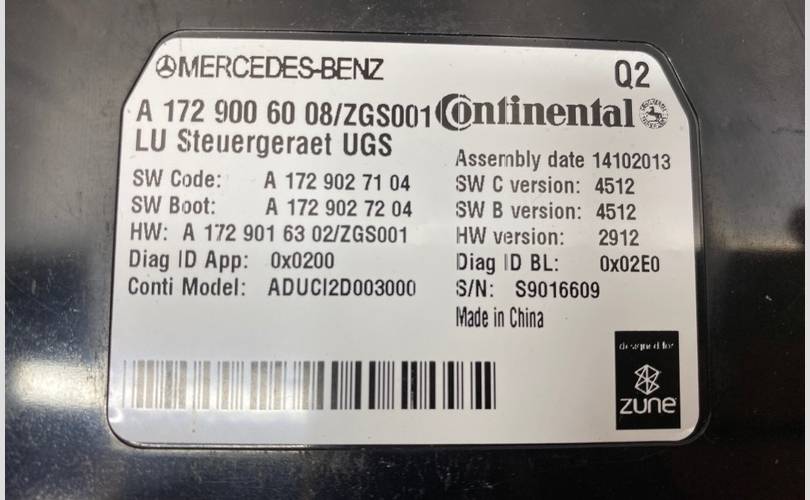 MERCEDES-BENZ
Q2
A 172 900 60 08/ZGS001
Continental
LU Steuergeraet UGS
Assembly date 14102013
SW Code: A 172 902 71 04
SW C version: 4512
SW Boot: A 172 902 72 04
SW B version: 4512
HW: A 172 901 63 02/ZGS001
HW version: 2912
Diag ID App: 0x0200
Diag ID BL: 0x02E0
Conti Model: ADUCI2D003000
S/N: S9016609
Made in China
designed for
zune